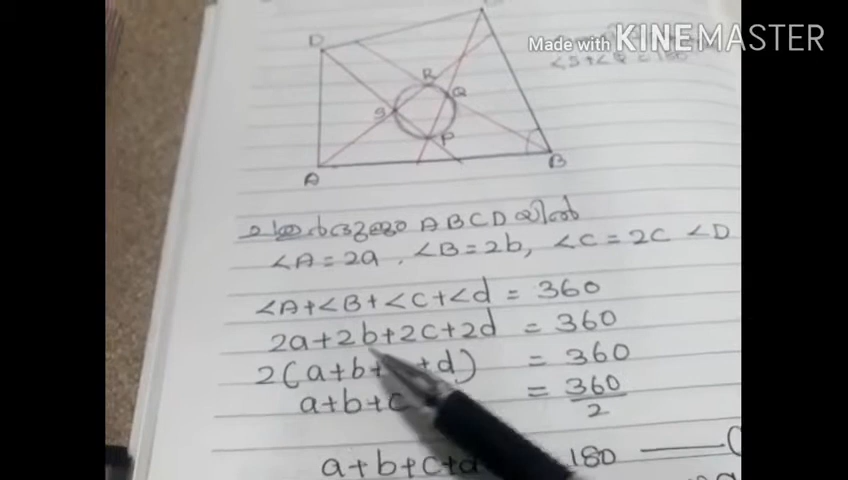 Made with KINEMASTER
D
R
Q
S
P
A
B
ചതുർഭുജം ABCD യിൽ
∠A = 2a, ∠B = 2b, ∠C = 2c ∠D
∠A + ∠B + ∠C + ∠d = 360
2a + 2b + 2c + 2d = 360
2(a + b + + d) = 360
a + b + c = 360/2
a + b + c + d 180